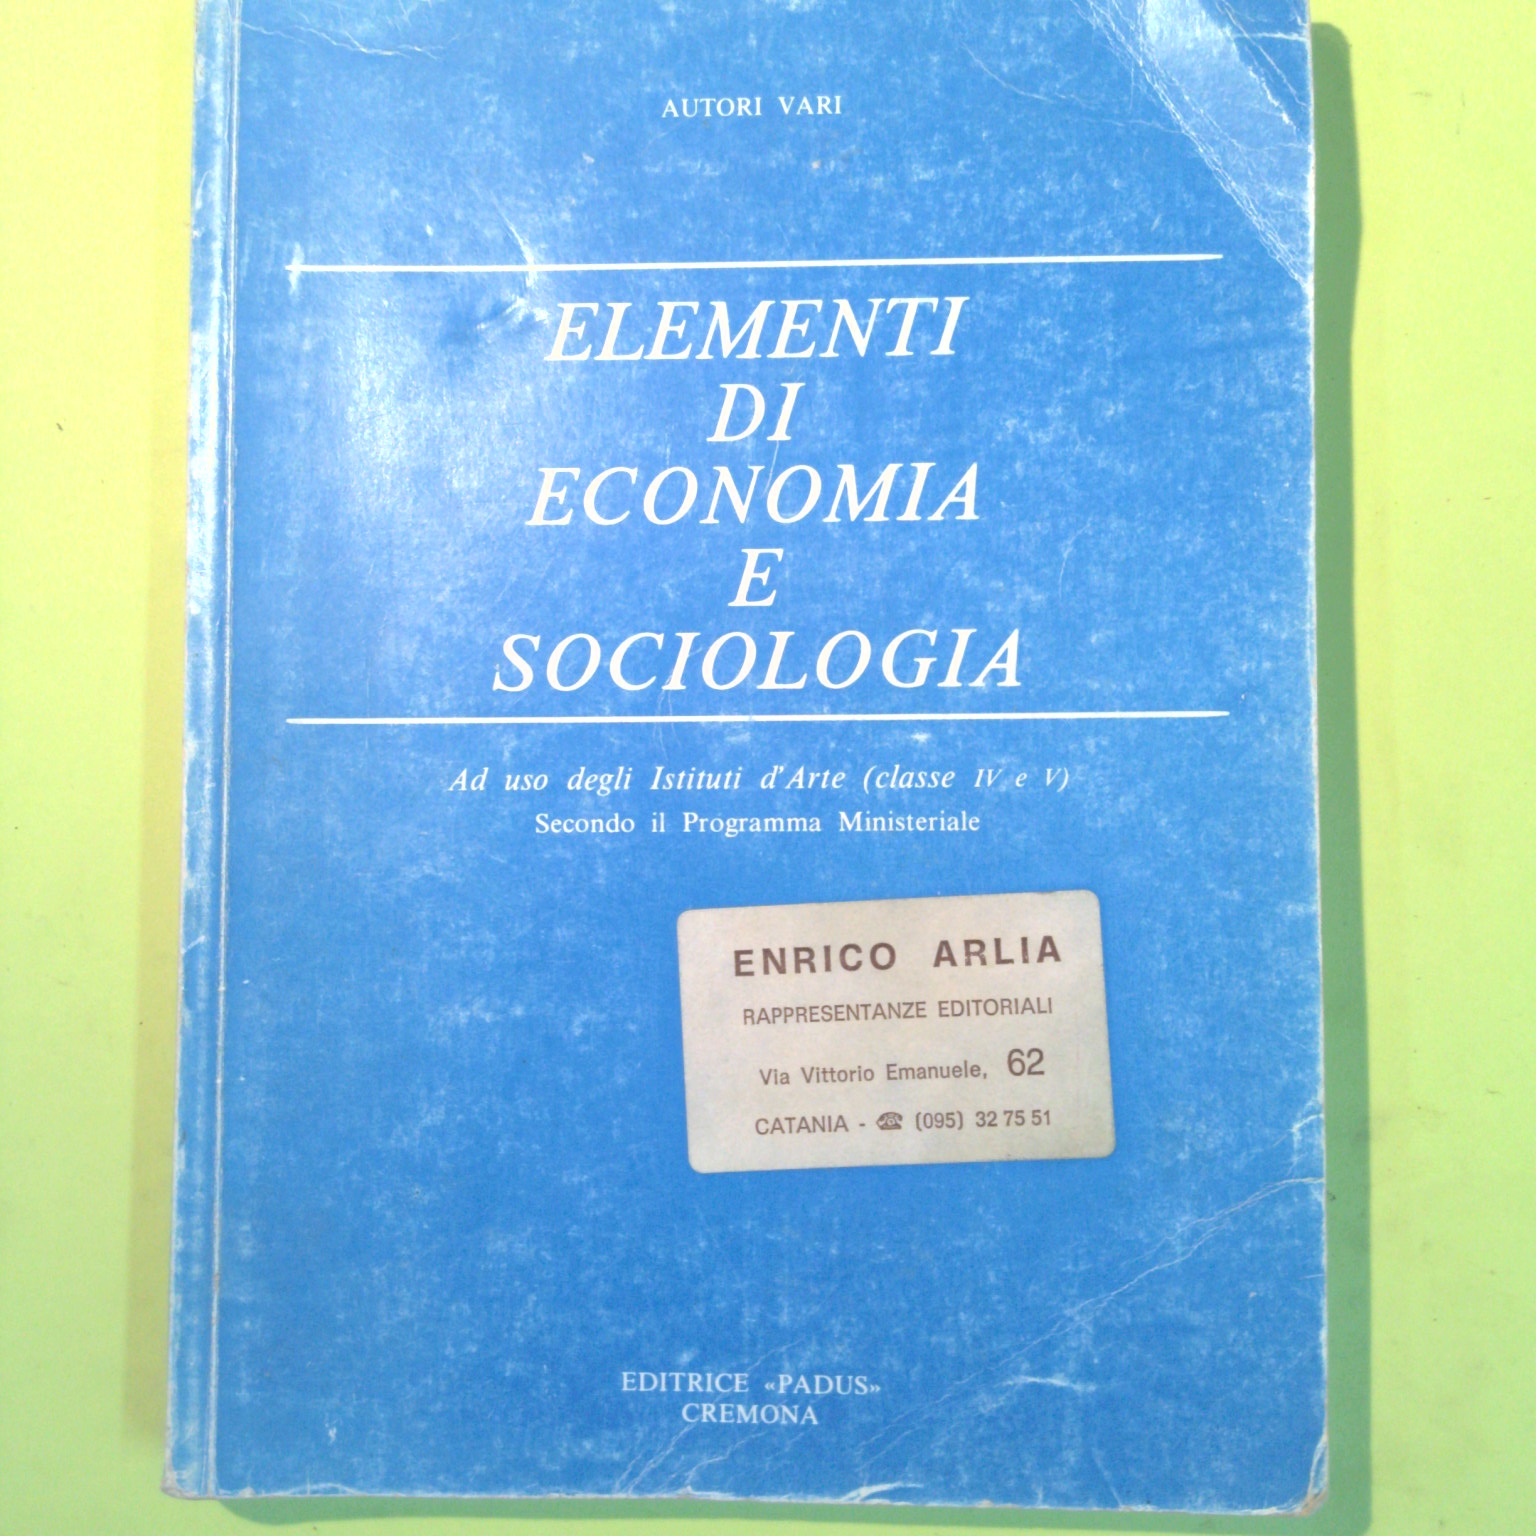 AUTORI VARI
ELEMENTI
DI
ECONOMIA
E
SOCIOLOGIA
Ad uso degli Istituti d'Arte (classe IV e V)
Secondo il Programma Ministeriale
ENRICO ARLIA
RAPPRESENTANZE EDITORIALI
Via Vittorio Emanuele, 62
CATANIA - ☎ (095) 32 75 51
EDITRICE «PADUS»
CREMONA